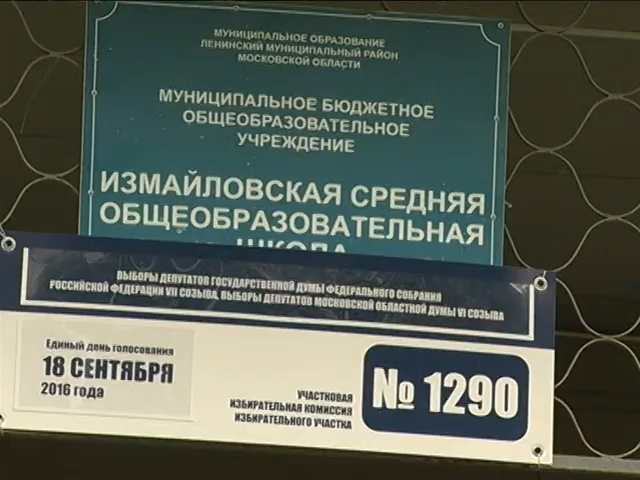 МУНИЦИПАЛЬНОЕ ОБРАЗОВАНИЕ
ЛЕНИНСКИЙ МУНИЦИПАЛЬНЫЙ РАЙОН
МОСКОВСКОЙ ОБЛАСТИ
МУНИЦИПАЛЬНОЕ БЮДЖЕТНОЕ
ОБЩЕОБРАЗОВАТЕЛЬНОЕ
УЧРЕЖДЕНИЕ
ИЗМАЙЛОВСКАЯ СРЕДНЯЯ
ОБЩЕОБРАЗОВАТЕЛЬНАЯ
ШКОЛА
ВЫБОРЫ ДЕПУТАТОВ ГОСУДАРСТВЕННОЙ ДУМЫ ФЕДЕРАЛЬНОГО СОБРАНИЯ
РОССИЙСКОЙ ФЕДЕРАЦИИ VII СОЗЫВА, ВЫБОРЫ ДЕПУТАТОВ МОСКОВСКОЙ ОБЛАСТНОЙ ДУМЫ VI СОЗЫВА
Единый день голосования
18 СЕНТЯБРЯ
2016 года
УЧАСТКОВАЯ
ИЗБИРАТЕЛЬНАЯ КОМИССИЯ
ИЗБИРАТЕЛЬНОГО УЧАСТКА
№ 1290